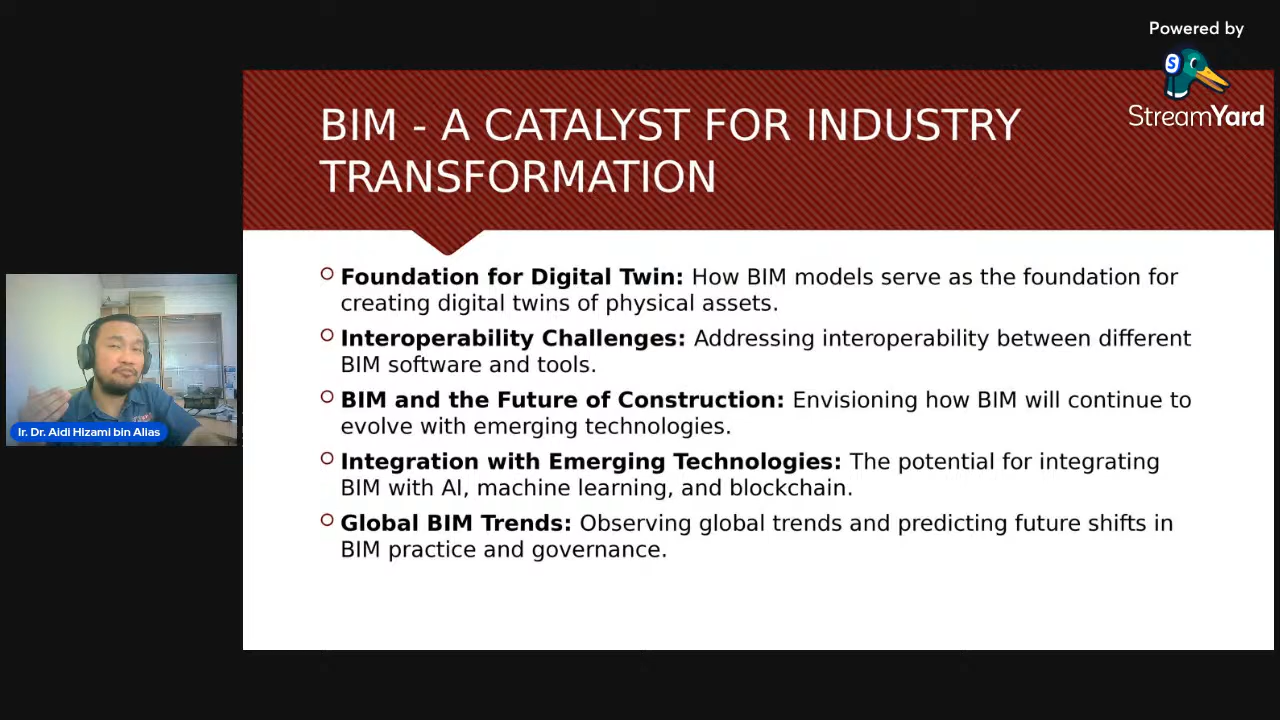 Powered by
StreamYard
BIM - A CATALYST FOR INDUSTRY
TRANSFORMATION
Foundation for Digital Twin: How BIM models serve as the foundation for
creating digital twins of physical assets.
Interoperability Challenges: Addressing interoperability between different
BIM software and tools.
BIM and the Future of Construction: Envisioning how BIM will continue to
evolve with emerging technologies.
Integration with Emerging Technologies: The potential for integrating
BIM with AI, machine learning, and blockchain.
Global BIM Trends: Observing global trends and predicting future shifts in
BIM practice and governance.
Ir. Dr. Aidi Hizami bin Alias